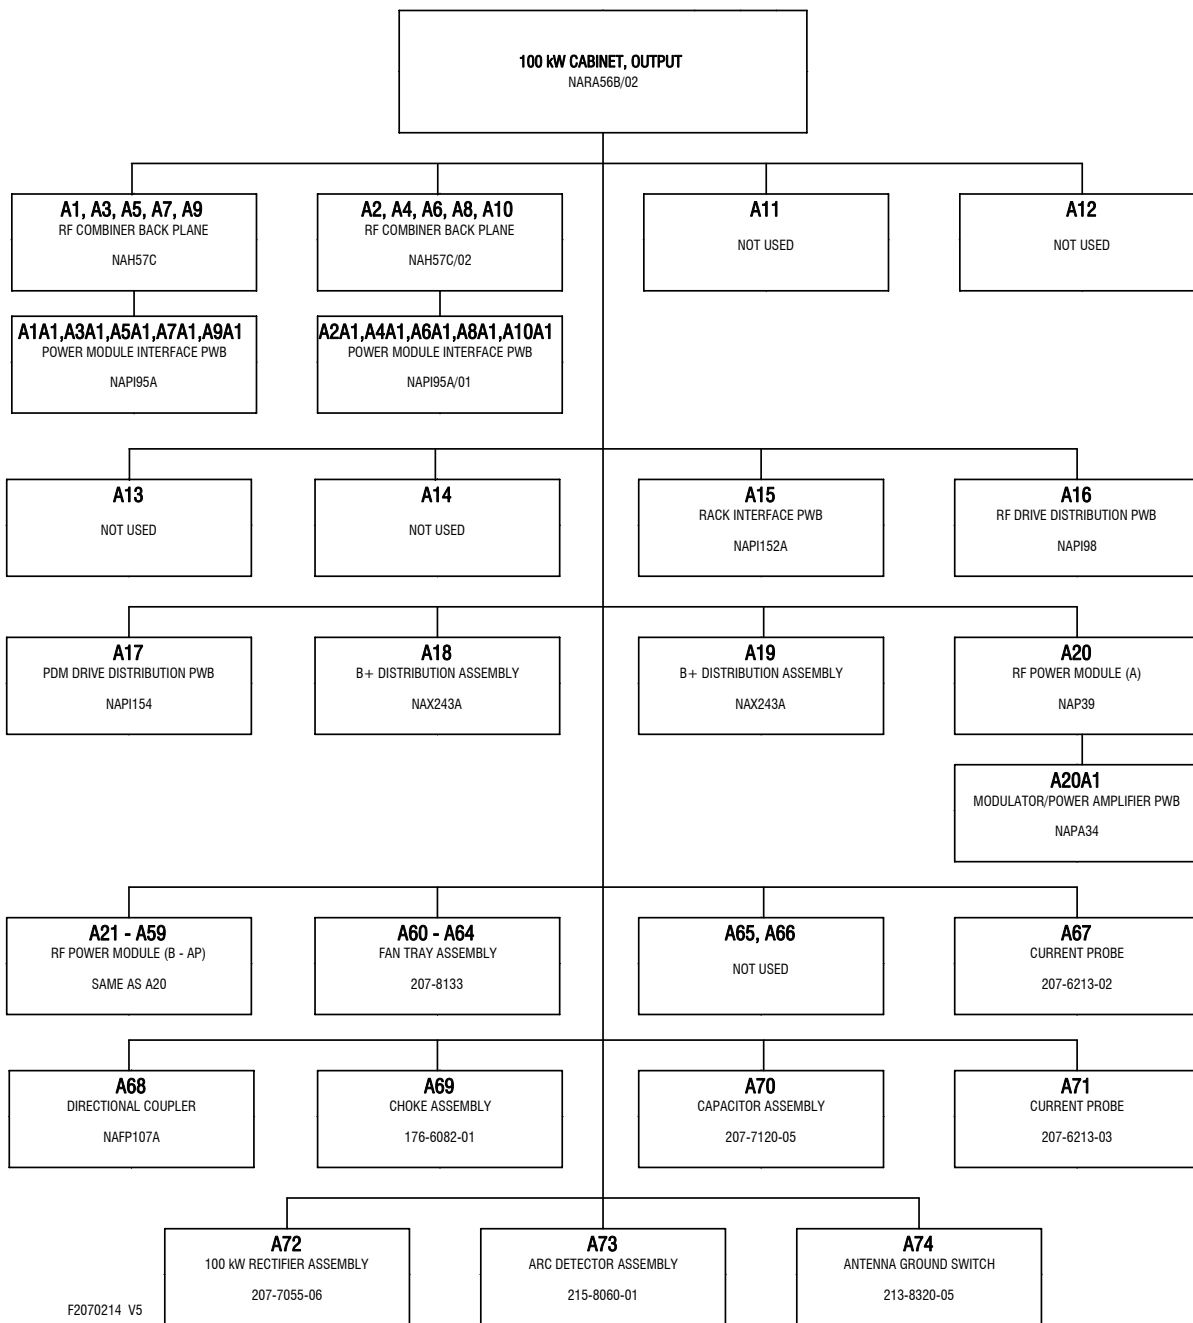 100 kW CABINET, OUTPUT
NARA56B/02
A1, A3, A5, A7, A9
RF COMBINER BACK PLANE
NAH57C
A2, A4, A6, A8, A10
RF COMBINER BACK PLANE
NAH57C/02
A11
NOT USED
A12
NOT USED
A1A1,A3A1,A5A1,A7A1,A9A1
POWER MODULE INTERFACE PWB
NAPI95A
A2A1,A4A1,A6A1,A8A1,A10A1
POWER MODULE INTERFACE PWB
NAPI95A/01
A13
NOT USED
A14
NOT USED
A15
RACK INTERFACE PWB
NAPI152A
A16
RF DRIVE DISTRIBUTION PWB
NAPI98
A17
PDM DRIVE DISTRIBUTION PWB
NAPI154
A18
B+ DISTRIBUTION ASSEMBLY
NAX243A
A19
B+ DISTRIBUTION ASSEMBLY
NAX243A
A20
RF POWER MODULE (A)
NAP39
A20A1
MODULATOR/POWER AMPLIFIER PWB
NAPA34
A21 - A59
RF POWER MODULE (B - AP)
SAME AS A20
A60 - A64
FAN TRAY ASSEMBLY
207-8133
A65, A66
NOT USED
A67
CURRENT PROBE
207-6213-02
A68
DIRECTIONAL COUPLER
NAFP107A
A69
CHOKE ASSEMBLY
176-6082-01
A70
CAPACITOR ASSEMBLY
207-7120-05
A71
CURRENT PROBE
207-6213-03
A72
100 kW RECTIFIER ASSEMBLY
207-7055-06
A73
ARC DETECTOR ASSEMBLY
215-8060-01
A74
ANTENNA GROUND SWITCH
213-8320-05
F2070214 V5